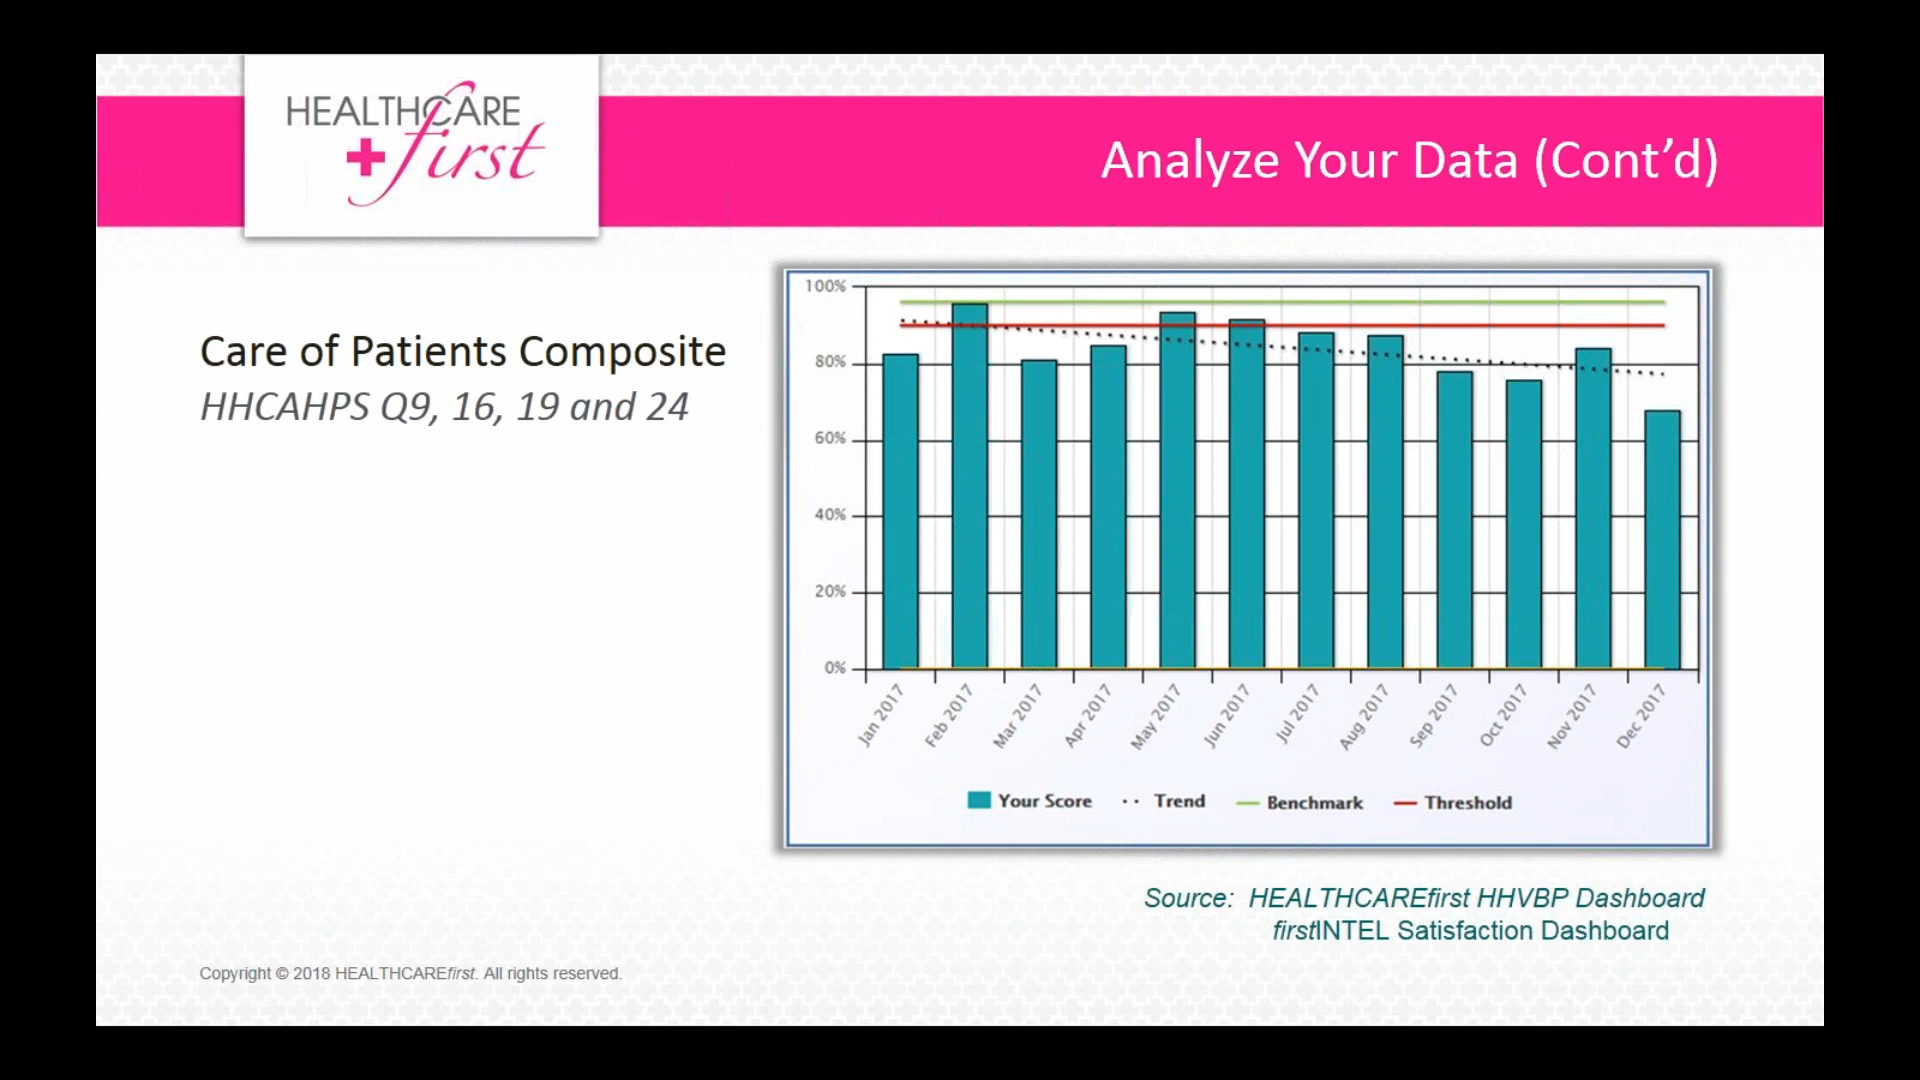 HEALTHCARE
first
Analyze Your Data (Cont’d)
Care of Patients Composite
HHCAHPS Q9, 16, 19 and 24
100%
80%
60%
40%
20%
0%
Jan 2017
Feb 2017
Mar 2017
Apr 2017
May 2017
Jun 2017
Jul 2017
Aug 2017
Sep 2017
Oct 2017
Nov 2017
Dec 2017
Your Score
Trend
Benchmark
Threshold
Source: HEALTHCAREfirst HHVBP Dashboard
firstINTEL Satisfaction Dashboard
Copyright © 2018 HEALTHCAREfirst. All rights reserved.